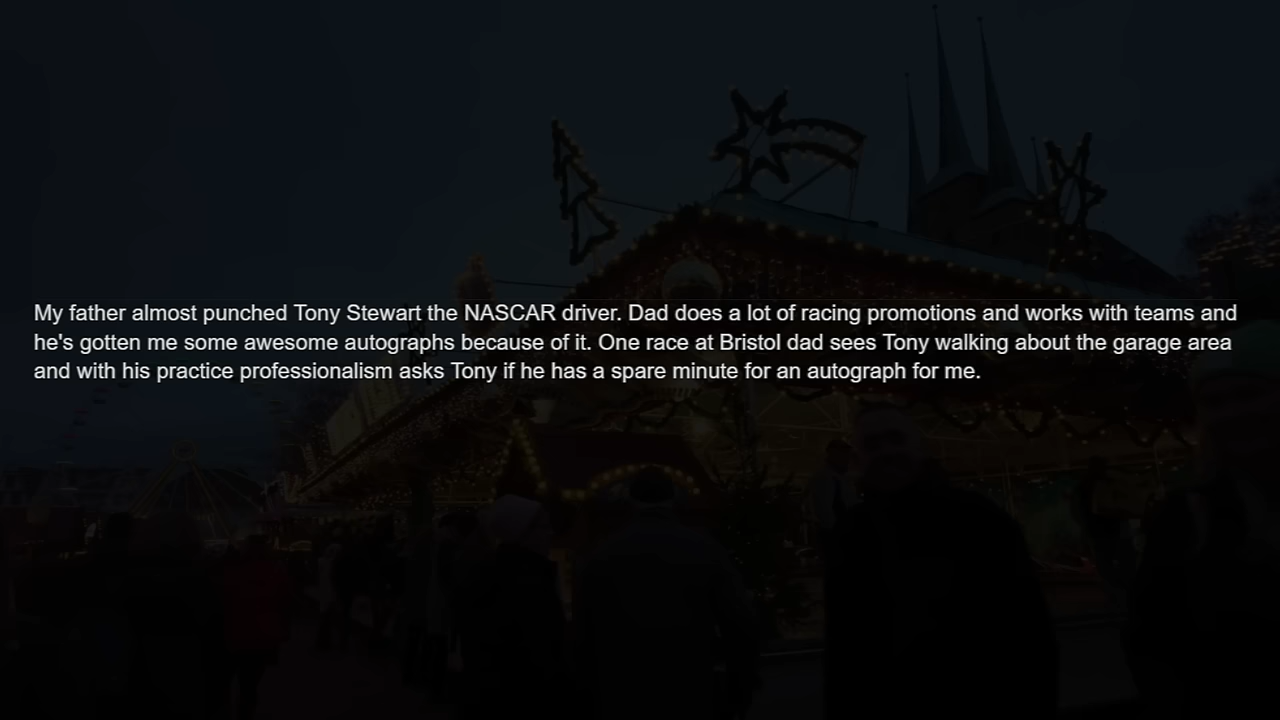 My father almost punched Tony Stewart the NASCAR driver. Dad does a lot of racing promotions and works with teams and
he's gotten me some awesome autographs because of it. One race at Bristol dad sees Tony walking about the garage area
and with his practice professionalism asks Tony if he has a spare minute for an autograph for me.